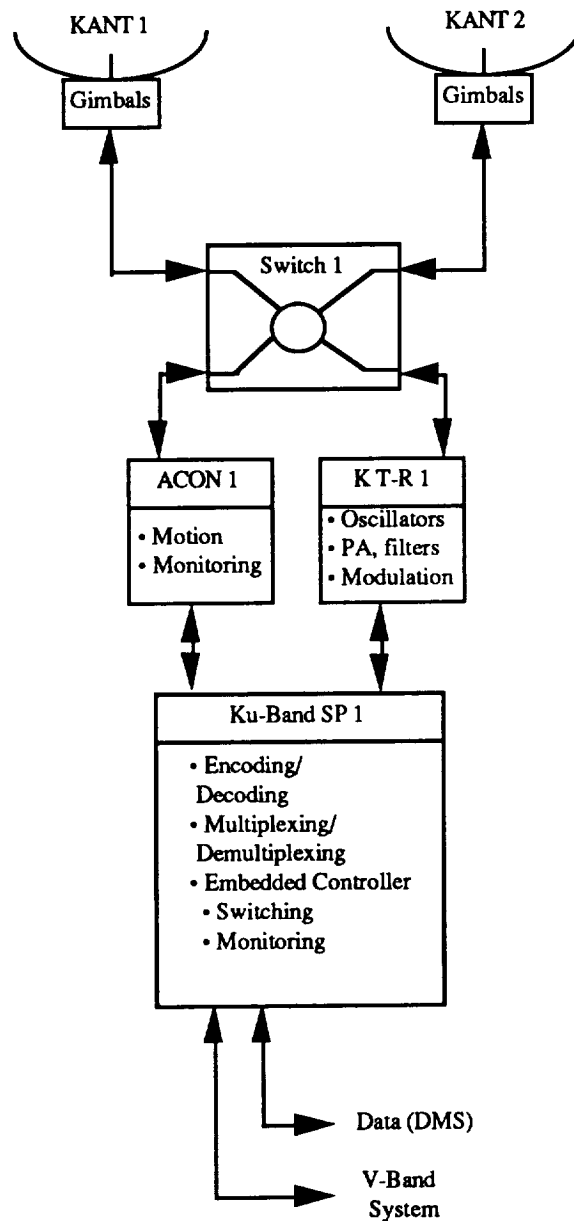 KANT 1
KANT 2
Gimbals
Gimbals
Switch 1
ACON 1
• Motion
• Monitoring
K T-R 1
• Oscillators
• PA, filters
• Modulation
Ku-Band SP 1
• Encoding/
Decoding
• Multiplexing/
Demultiplexing
• Embedded Controller
• Switching
• Monitoring
Data (DMS)
V-Band
System